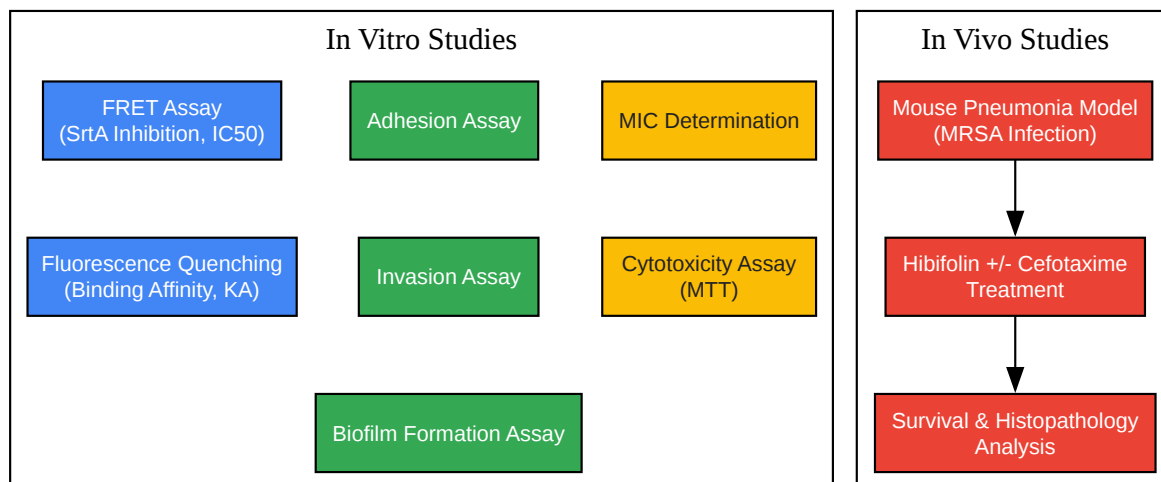 In Vitro Studies
FRET Assay
(SrtA Inhibition, IC50)
Adhesion Assay
MIC Determination
Fluorescence Quenching
(Binding Affinity, KA)
Invasion Assay
Cytotoxicity Assay
(MTT)
Biofilm Formation Assay
In Vivo Studies
Mouse Pneumonia Model
(MRSA Infection)
Hibifolin +/- Cefotaxime
Treatment
Survival & Histopathology
Analysis